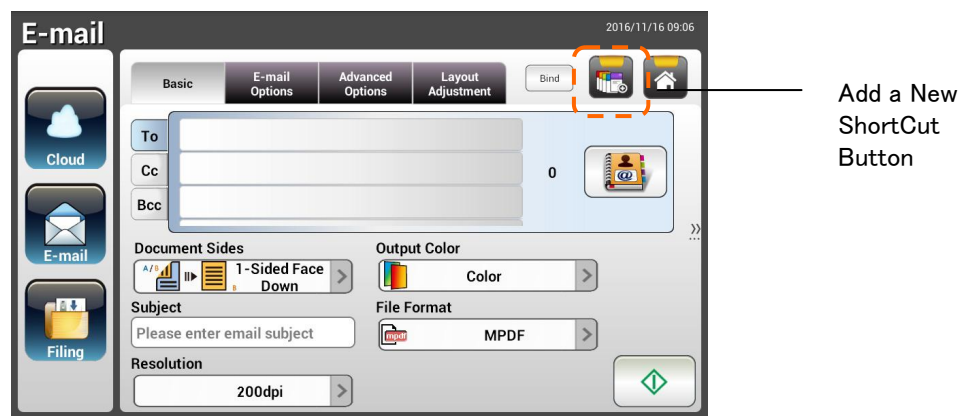 E-mail
2016/11/16 09:06
Basic
E-mail
Options
Advanced
Options
Layout
Adjustment
Bind
Add a New
ShortCut
Button
To
Cc
Bcc
0
@
Cloud
E-mail
Filing
Document Sides
A/B
1-Sided Face
Down
B
Output Color
Color
Subject
Please enter email subject
File Format
mpdf
MPDF
Resolution
200dpi